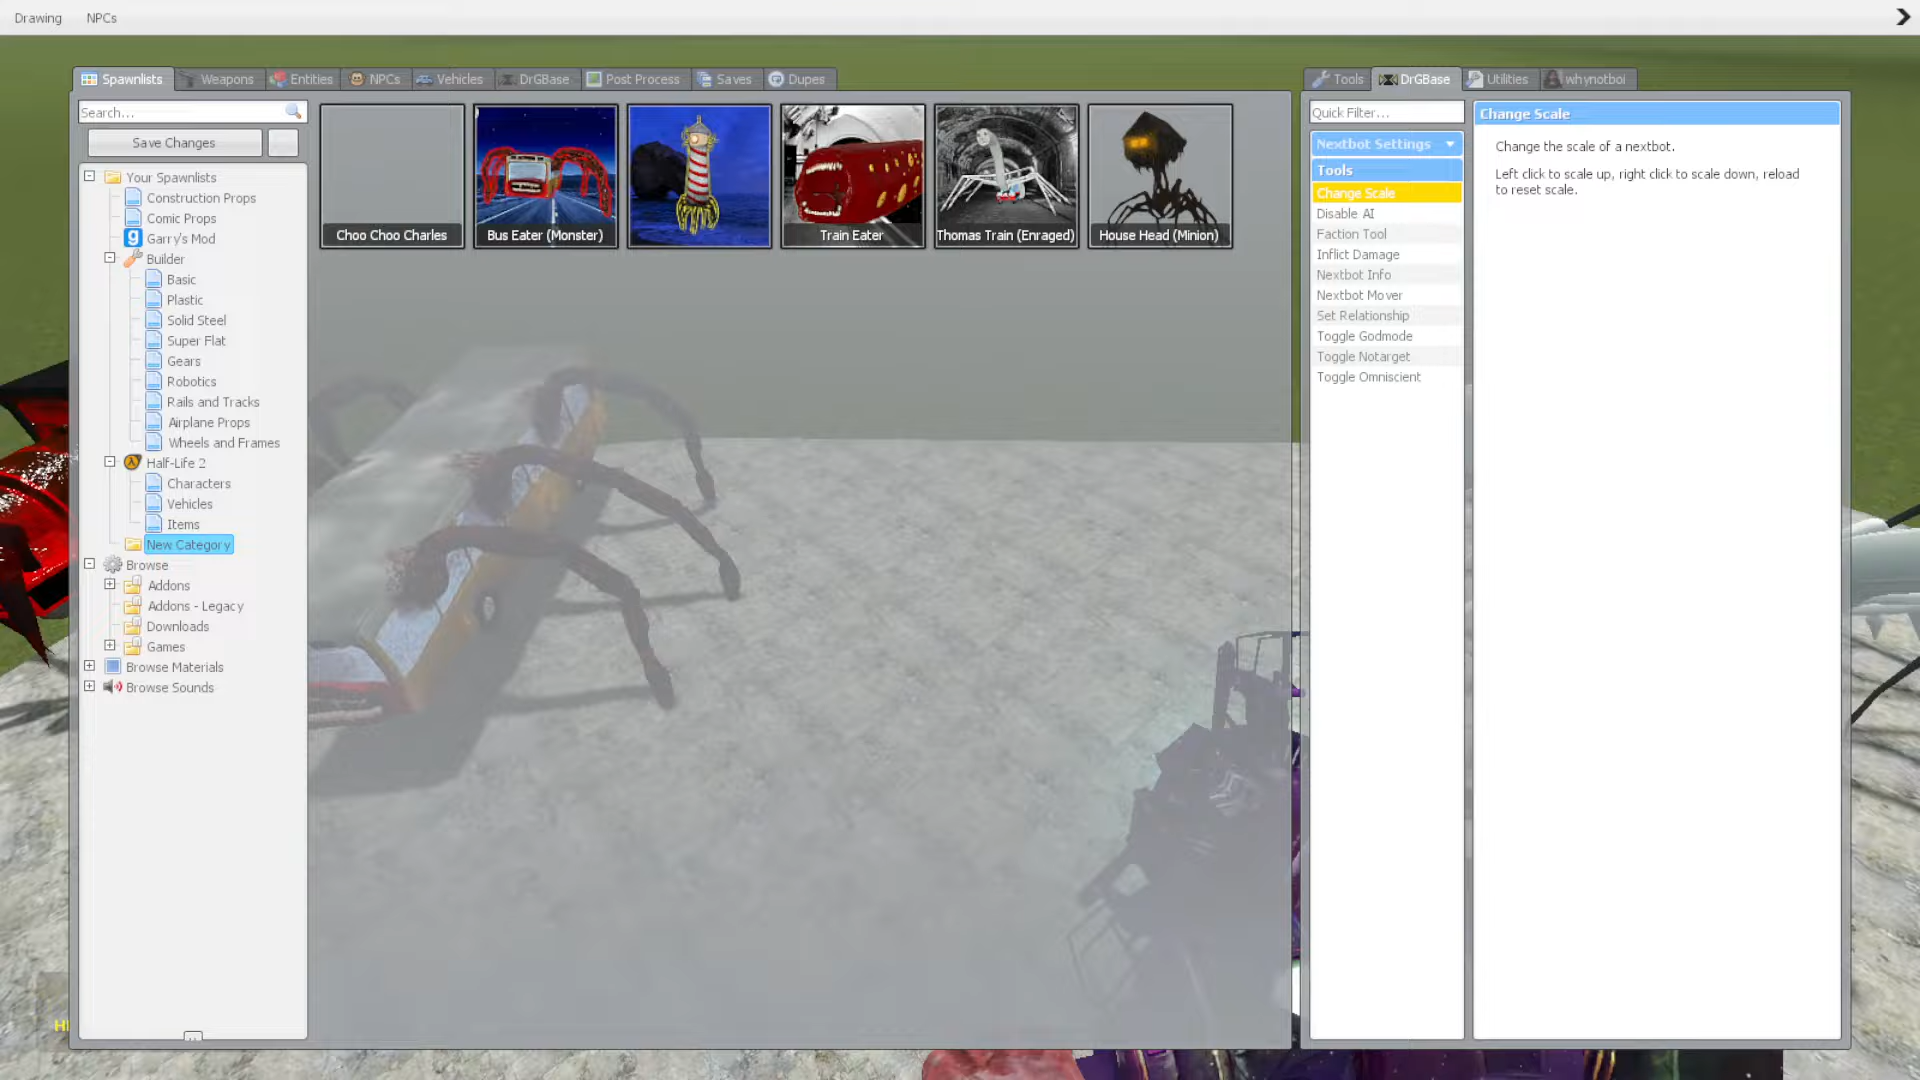 Drawing NPCs
Spawnlists Weapons Entities NPCs Vehicles DrGBase Post Process Saves Dupes
Search...
Save Changes
Your Spawnlists
Construction Props
Comic Props
Garry's Mod
Builder
Basic
Plastic
Solid Steel
Super Flat
Gears
Robotics
Rails and Tracks
Airplane Props
Wheels and Frames
Half-Life 2
Characters
Vehicles
Items
New Category
Browse
Addons
Addons - Legacy
Downloads
Games
Browse Materials
Browse Sounds
Choo Choo Charles
Bus Eater (Monster)
Train Eater
Thomas Train (Enraged)
House Head (Minion)
Tools DrGBase Utilities whynotboi
Quick Filter...
Nextbot Settings
Tools
Change Scale
Disable AI
Faction Tool
Inflict Damage
Nextbot Info
Nextbot Mover
Set Relationship
Toggle Godmode
Toggle Notarget
Toggle Omniscient
Change Scale
Change the scale of a nextbot.
Left click to scale up, right click to scale down, reload
to reset scale.